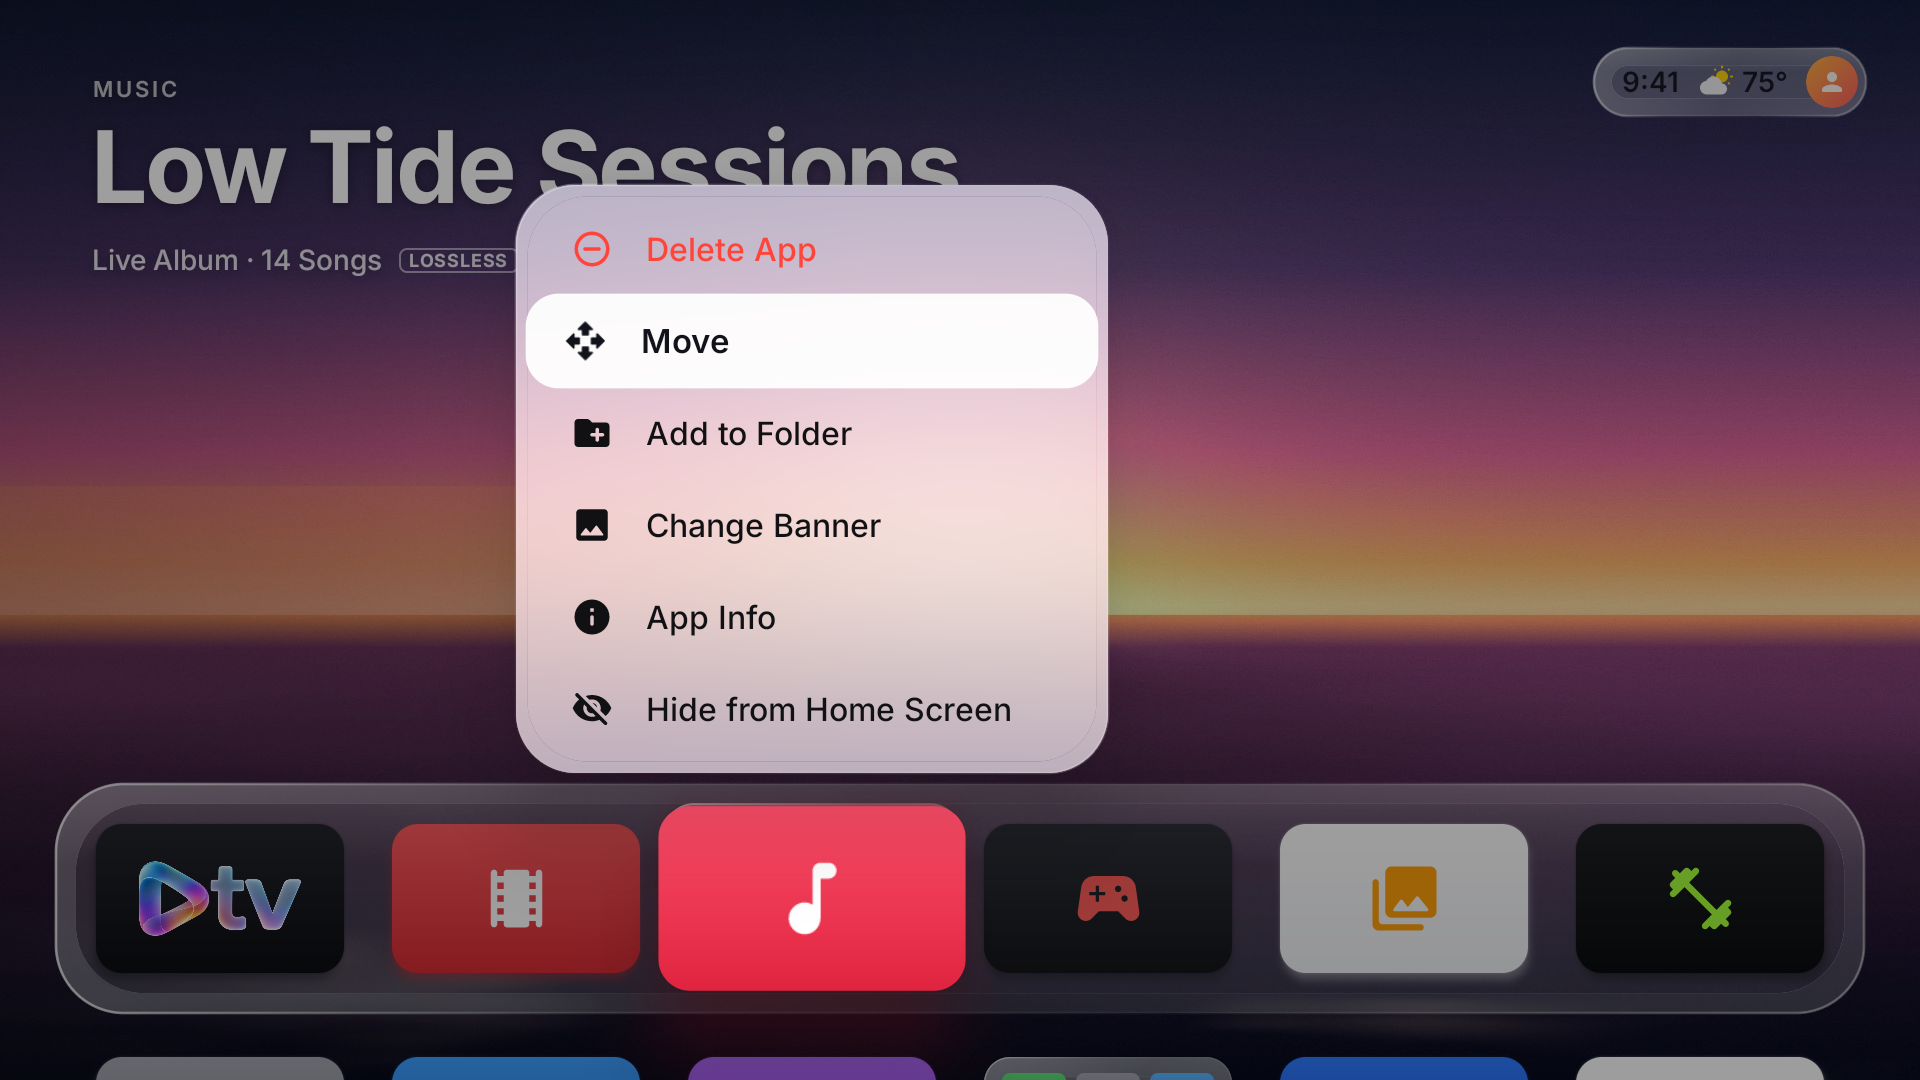 MUSIC
9:41 75°
Low Tide Sessions
Live Album · 14 Songs LOSSLESS
Delete App
Move
Add to Folder
Change Banner
App Info
Hide from Home Screen
tv